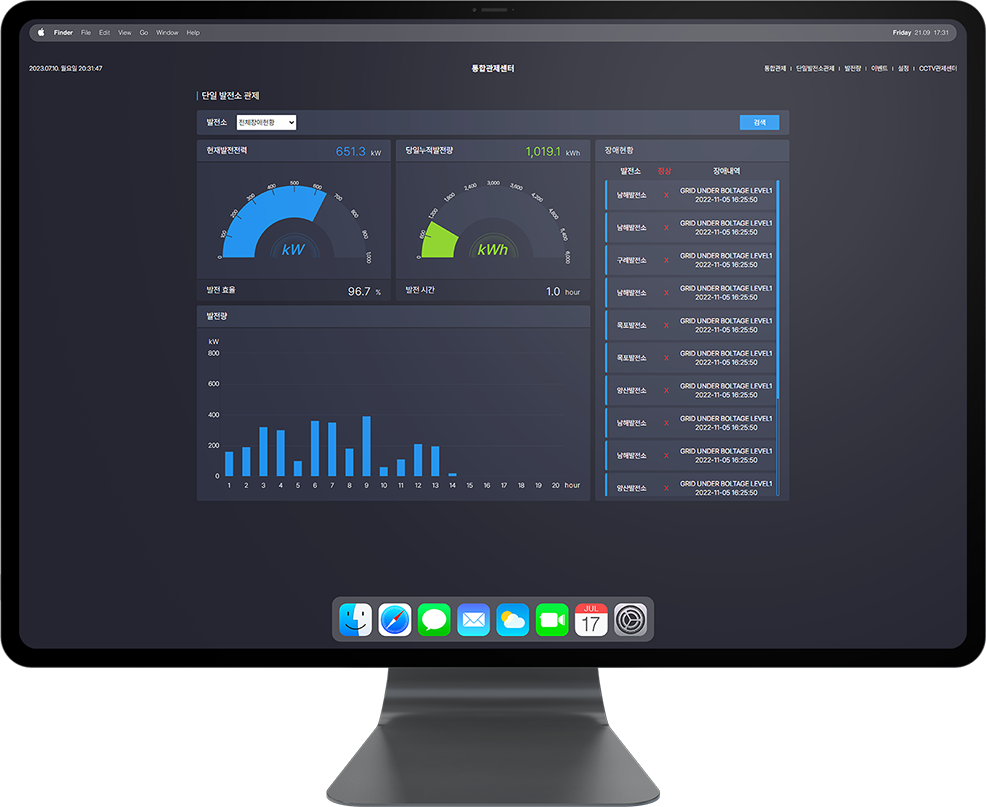 Finder File Edit View Go Window Help
Friday 21.09 17:31
2023.07.10. 월요일 20:31:47
통합관제센터
통합관제 I 단일발전소관제 I 발전량 I 이벤트 I 설정 I CCTV관제센터
단일 발전소 관제
발전소 전체장애현황 검색
현재발전전력 651.3 kW
0 100 200 300 400 500 600 700 800 900 1,000
kW
발전 효율 96.7 %
당일누적발전량 1,019.1 kWh
0 600 1,200 1,800 2,400 3,000 3,600 4,200 4,800 5,400 6,000
kWh
발전 시간 1.0 hour
발전량
kW
800
600
400
200
0
1 2 3 4 5 6 7 8 9 10 11 12 13 14 15 16 17 18 19 20 hour
장애현황
발전소 정상 장애내역
남해발전소 X GRID UNDER BOLTAGE LEVEL1
2022-11-05 16:25:50
남해발전소 X GRID UNDER BOLTAGE LEVEL1
2022-11-05 16:25:50
구례발전소 X GRID UNDER BOLTAGE LEVEL1
2022-11-05 16:25:50
남해발전소 X GRID UNDER BOLTAGE LEVEL1
2022-11-05 16:25:50
목포발전소 X GRID UNDER BOLTAGE LEVEL1
2022-11-05 16:25:50
목포발전소 X GRID UNDER BOLTAGE LEVEL1
2022-11-05 16:25:50
양산발전소 X GRID UNDER BOLTAGE LEVEL1
2022-11-05 16:25:50
남해발전소 X GRID UNDER BOLTAGE LEVEL1
2022-11-05 16:25:50
남해발전소 X GRID UNDER BOLTAGE LEVEL1
2022-11-05 16:25:50
양산발전소 X GRID UNDER BOLTAGE LEVEL1
2022-11-05 16:25:50
JUL
17